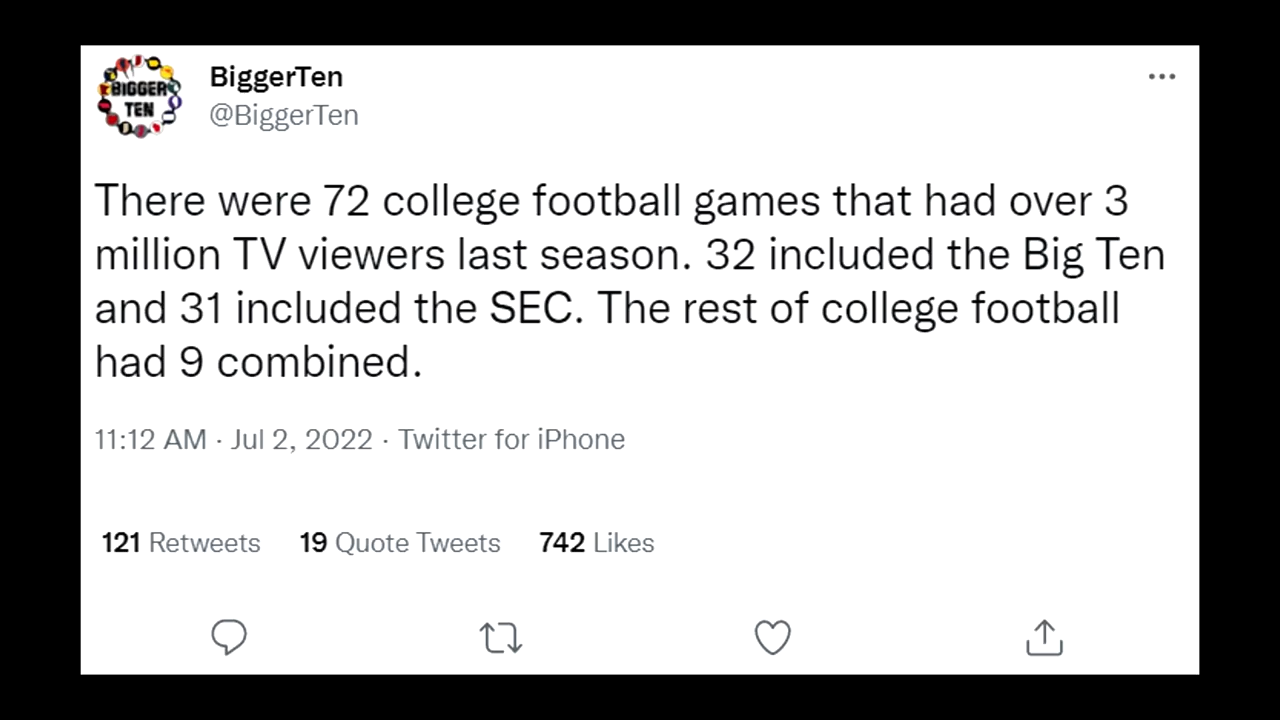 BIGGER
TEN
BiggerTen
@BiggerTen
There were 72 college football games that had over 3
million TV viewers last season. 32 included the Big Ten
and 31 included the SEC. The rest of college football
had 9 combined.
11:12 AM · Jul 2, 2022 · Twitter for iPhone
121 Retweets 19 Quote Tweets 742 Likes